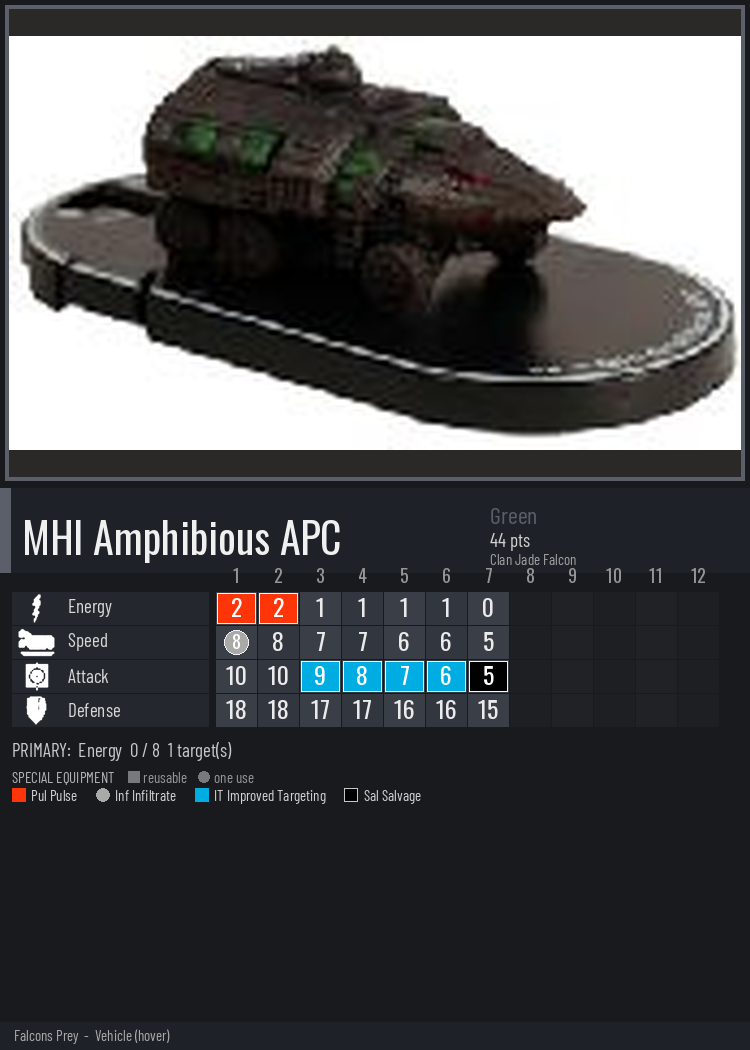 MHI Amphibious APC
Green
44 pts
Clan Jade Falcon
1 2 3 4 5 6 7 8 9 10 11 12
Energy 2 2 1 1 1 1 0
Speed 8 8 7 7 6 6 5
Attack 10 10 9 8 7 6 5
Defense 18 18 17 17 16 16 15
PRIMARY: Energy 0 / 8 1 target(s)
SPECIAL EQUIPMENT reusable one use
Pul Pulse Inf Infiltrate IT Improved Targeting Sal Salvage
Falcons Prey - Vehicle (hover)